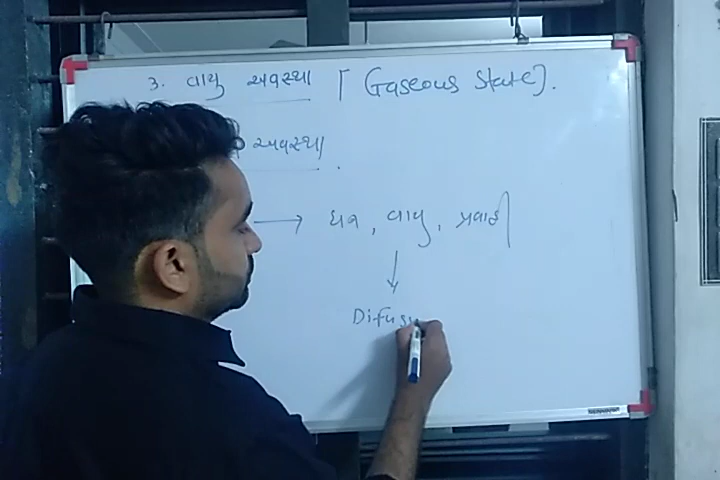 3. વાયુ અવસ્થા [Gaseous State].
અવસ્થા.
→ ઘન, વાયુ, પ્રવાહી
↓
Difus